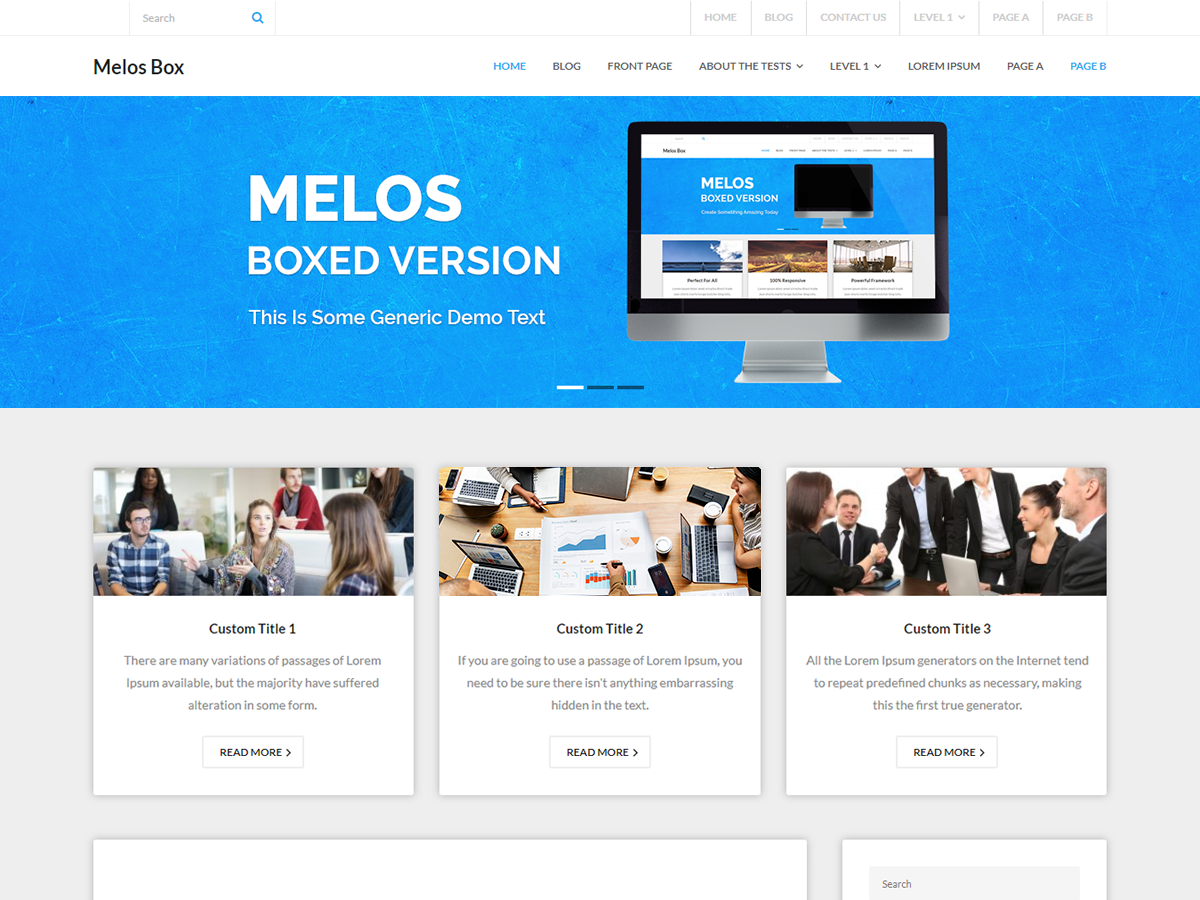 Search
HOME BLOG CONTACT US LEVEL 1 PAGE A PAGE B
Melos Box
HOME BLOG FRONT PAGE ABOUT THE TESTS LEVEL 1 LOREM IPSUM PAGE A PAGE B
MELOS
BOXED VERSION
This Is Some Generic Demo Text
Melos Box
MELOS
BOXED VERSION
Create Something Amazing Today
Perfect For All
100% Responsive
Powerful Framework
Custom Title 1
There are many variations of passages of Lorem
Ipsum available, but the majority have suffered
alteration in some form.
READ MORE
Custom Title 2
If you are going to use a passage of Lorem Ipsum, you
need to be sure there isn't anything embarrassing
hidden in the text.
READ MORE
Custom Title 3
All the Lorem Ipsum generators on the Internet tend
to repeat predefined chunks as necessary, making
this the first true generator.
READ MORE
Search